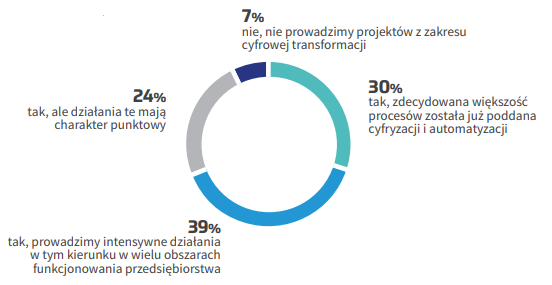 7%
nie, nie prowadzimy projektów z zakresu
cyfrowej transformacji
30%
tak, zdecydowana większość
procesów została już poddana
cyfryzacji i automatyzacji
24%
tak, ale działania te mają
charakter punktowy
39%
tak, prowadzimy intensywne działania
w tym kierunku w wielu obszarach
funkcjonowania przedsiębiorstwa